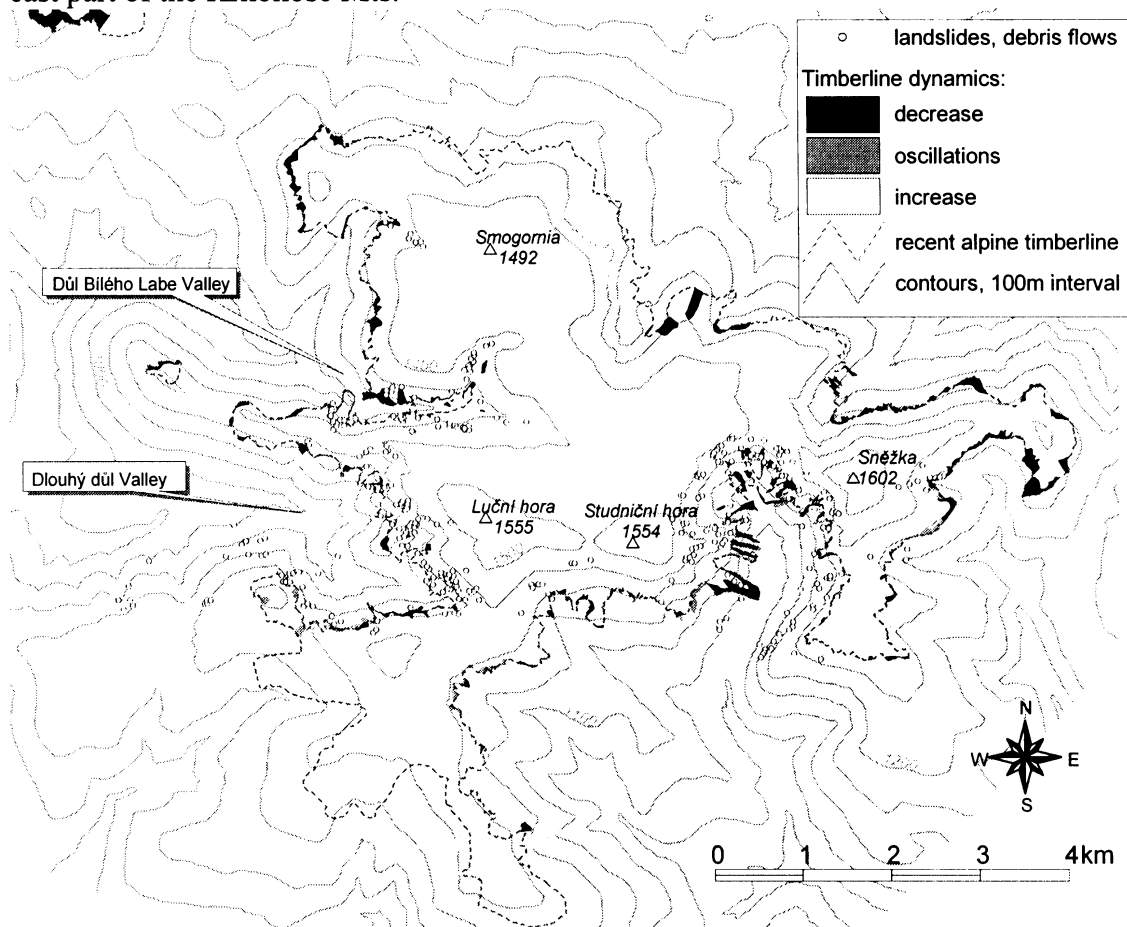 east part of the Krkonoše Mts.
landslides, debris flows
Timberline dynamics:
decrease
oscillations
increase
recent alpine timberline
contours, 100m interval
Smogornia
1492
Důl Bílého Labe Valley
Dlouhý důl Valley
Sněžka
1602
Luční hora
1555
Studniční hora
1554
N
W E
S
0 1 2 3 4 km